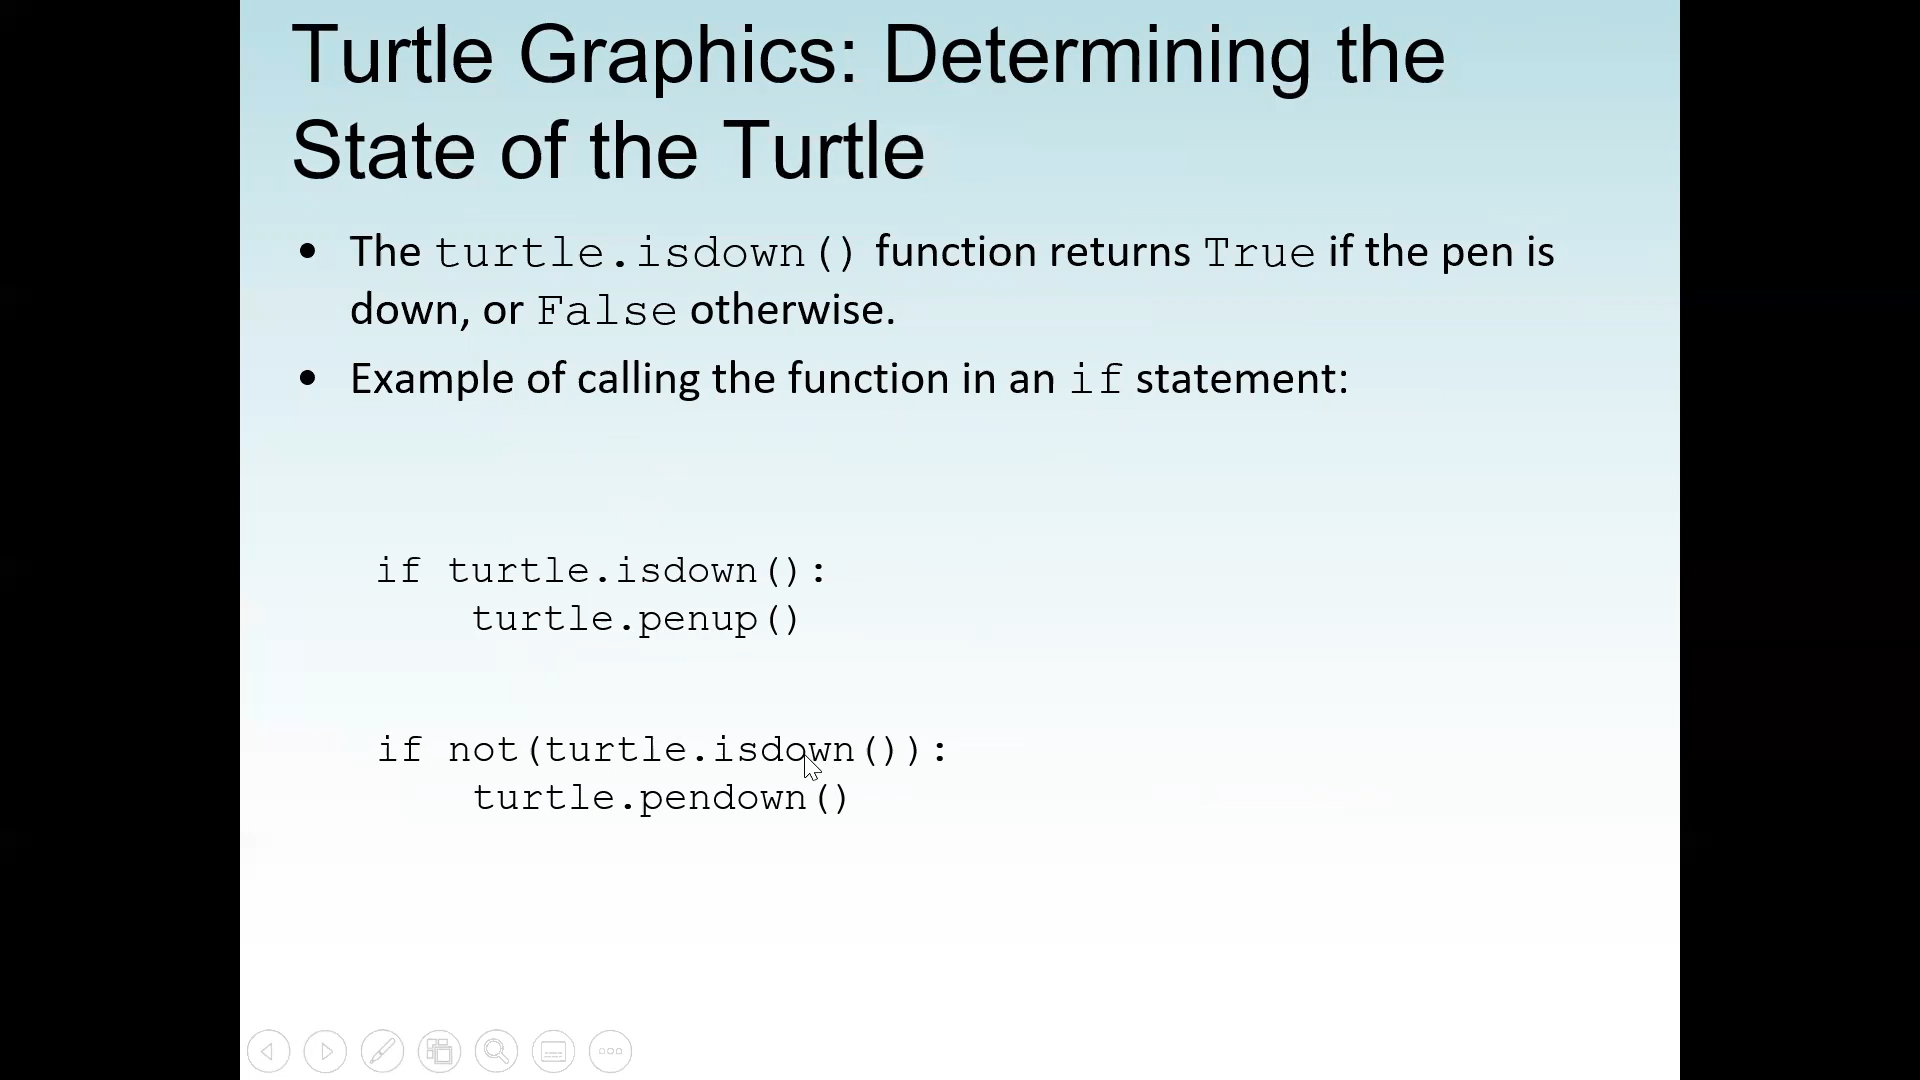 Turtle Graphics: Determining the
State of the Turtle
• The turtle.isdown() function returns True if the pen is
down, or False otherwise.
• Example of calling the function in an if statement:
if turtle.isdown():
    turtle.penup()
if not(turtle.isdown()):
    turtle.pendown()